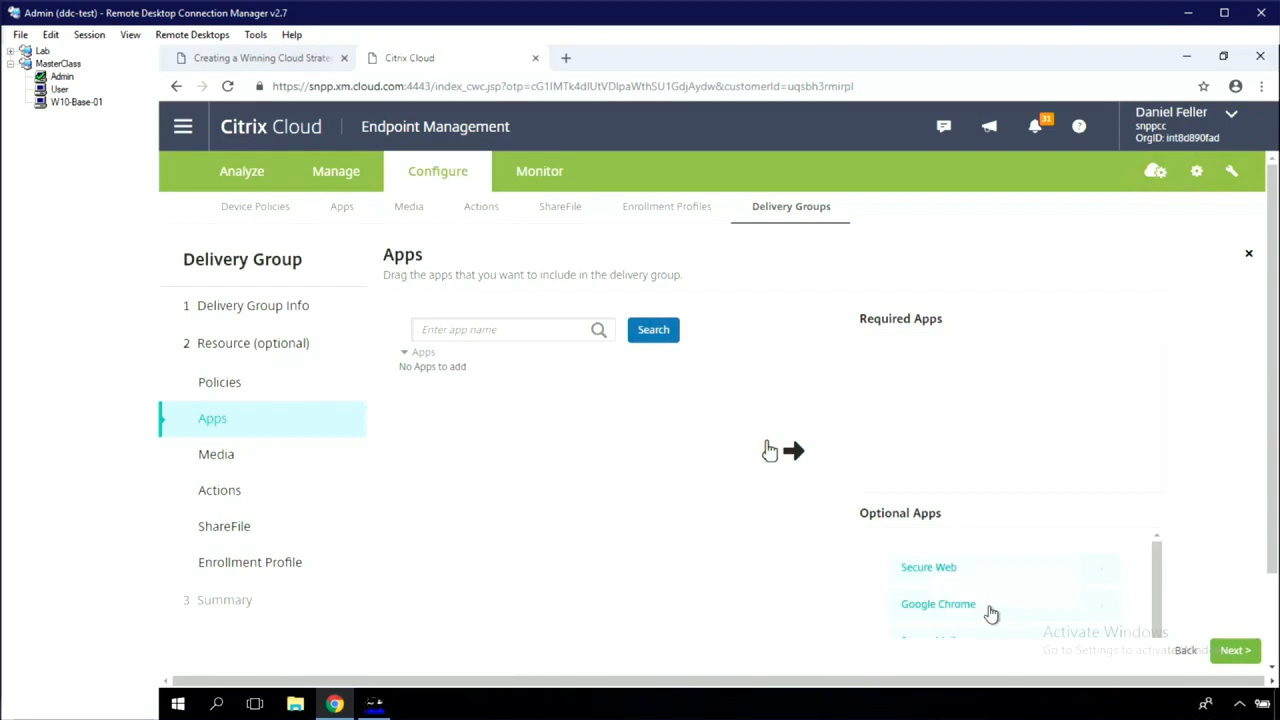 Admin (ddc-test) - Remote Desktop Connection Manager v2.7
File Edit Session View Remote Desktops Tools Help
Lab
MasterClass
Admin
User
W10-Base-01
Creating a Winning Cloud Strate
Citrix Cloud
https://snpp.xm.cloud.com:4443/index_cwc.jsp?otp=cG1IMTk4dlUtVDlpaWthSU1GdjAydw&customerId=uqsbh3rmirpl
Citrix Cloud
Endpoint Management
31
Daniel Feller
snppcc
OrgID: int8d890fad
Analyze Manage Configure Monitor
Device Policies Apps Media Actions ShareFile Enrollment Profiles Delivery Groups
Delivery Group
1 Delivery Group Info
2 Resource (optional)
Policies
Apps
Media
Actions
ShareFile
Enrollment Profile
3 Summary
Apps
Drag the apps that you want to include in the delivery group.
Enter app name
Search
Apps
No Apps to add
Required Apps
Optional Apps
Secure Web
Google Chrome
Activate Windows
Go to Settings to activate
Back
Next >